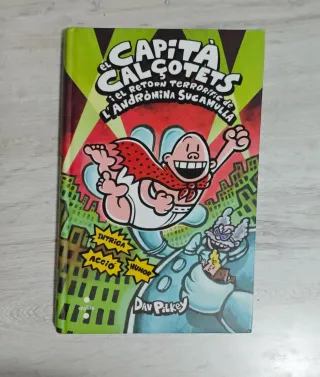 EL
CAPITÀ
CALÇOTETS
i EL RETORN TERRORÍFIC de
L'ANDRÒMINA SUCAMULLA
INTRIGA
ACCIÓ
HUMOR
DAV PILKEY